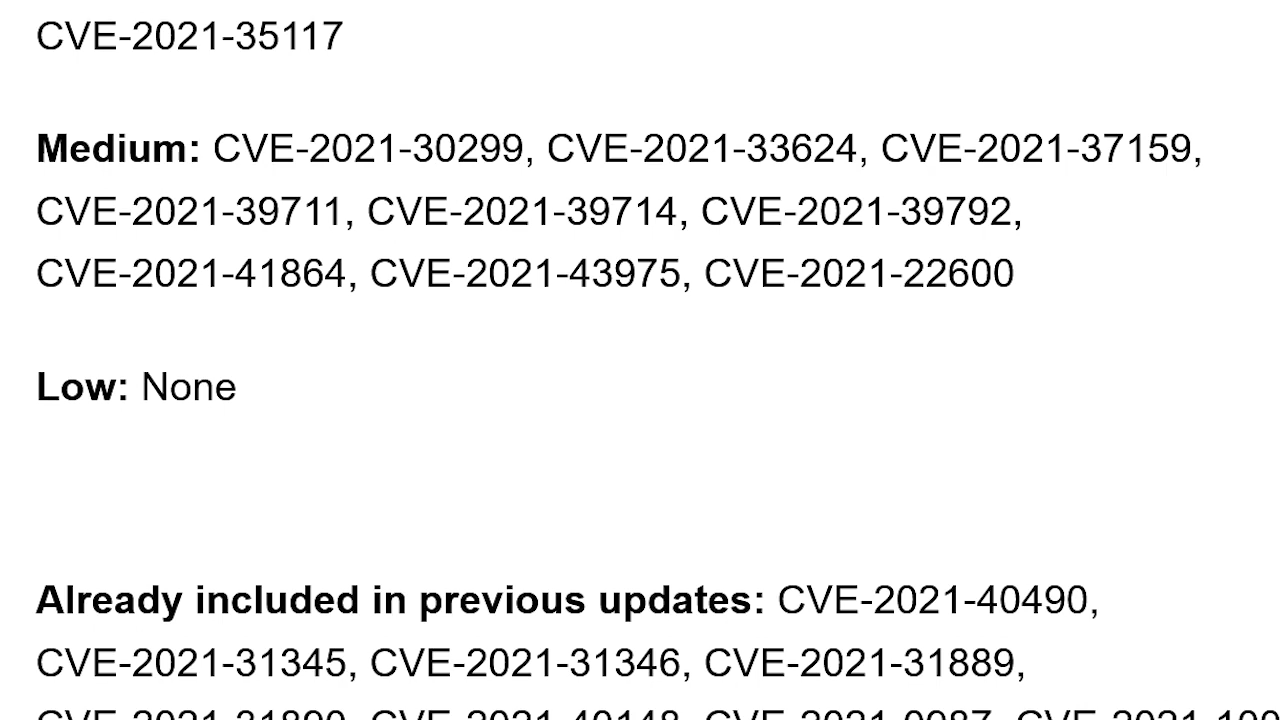 CVE-2021-35117
Medium: CVE-2021-30299, CVE-2021-33624, CVE-2021-37159,
CVE-2021-39711, CVE-2021-39714, CVE-2021-39792,
CVE-2021-41864, CVE-2021-43975, CVE-2021-22600
Low: None
Already included in previous updates: CVE-2021-40490,
CVE-2021-31345, CVE-2021-31346, CVE-2021-31889,